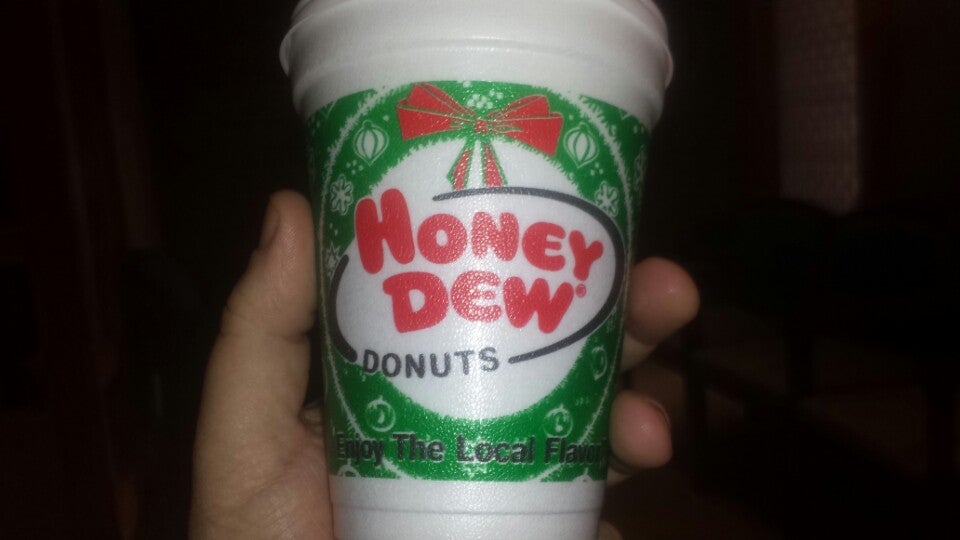 HONEY
DEW®
DONUTS
Enjoy The Local Flavor